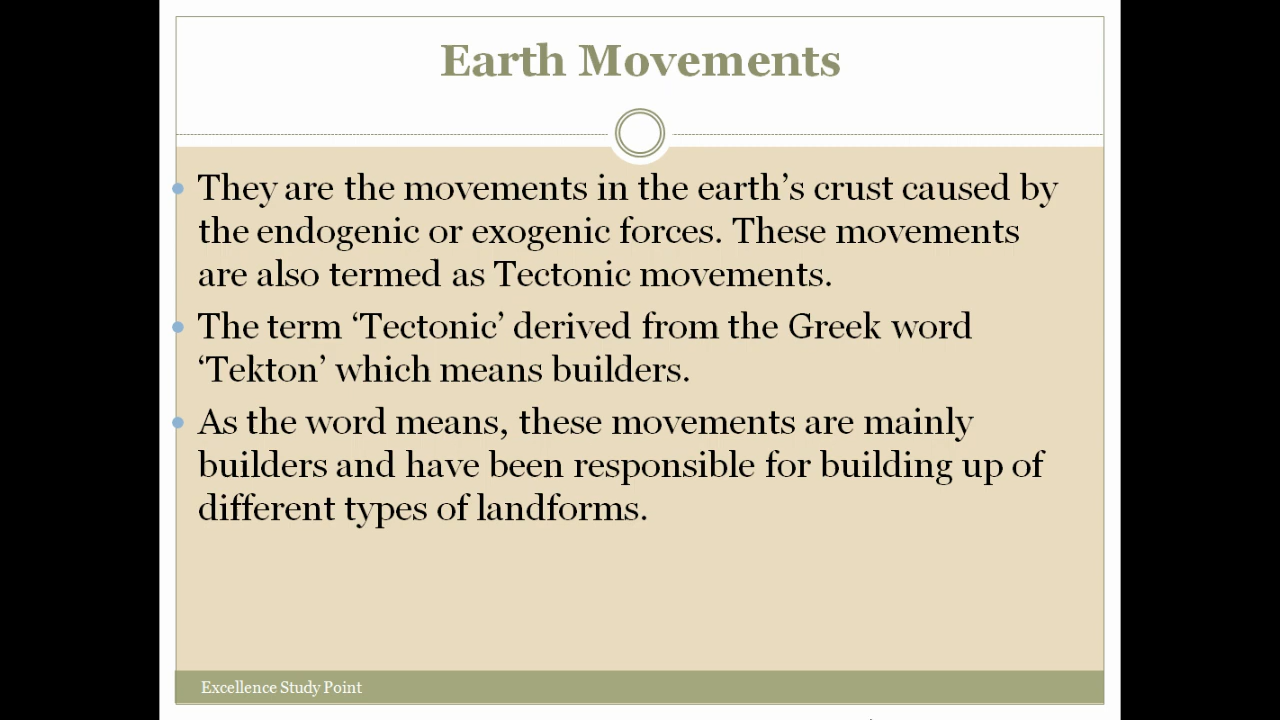 Earth Movements
They are the movements in the earth’s crust caused by
the endogenic or exogenic forces. These movements
are also termed as Tectonic movements.
The term ‘Tectonic’ derived from the Greek word
‘Tekton’ which means builders.
As the word means, these movements are mainly
builders and have been responsible for building up of
different types of landforms.
Excellence Study Point